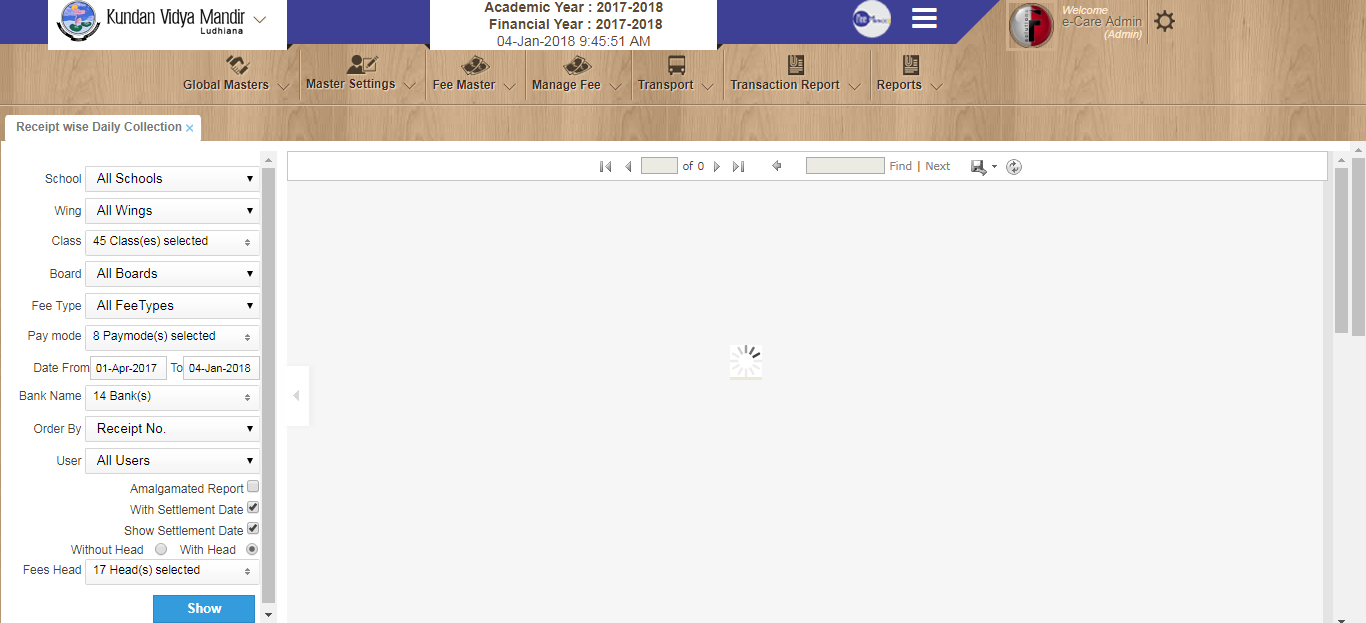 Kundan Vidya Mandir
Ludhiana
Academic Year : 2017-2018
Financial Year : 2017-2018
04-Jan-2018 9:45:51 AM
Welcome
e-Care Admin
(Admin)
Global Masters
Master Settings
Fee Master
Manage Fee
Transport
Transaction Report
Reports
Receipt wise Daily Collection ×
of 0
Find | Next
School All Schools
Wing All Wings
Class 45 Class(es) selected
Board All Boards
Fee Type All FeeTypes
Pay mode 8 Paymode(s) selected
Date From 01-Apr-2017 To 04-Jan-2018
Bank Name 14 Bank(s)
Order By Receipt No.
User All Users
Amalgamated Report
With Settlement Date
Show Settlement Date
Without Head With Head
Fees Head 17 Head(s) selected
Show